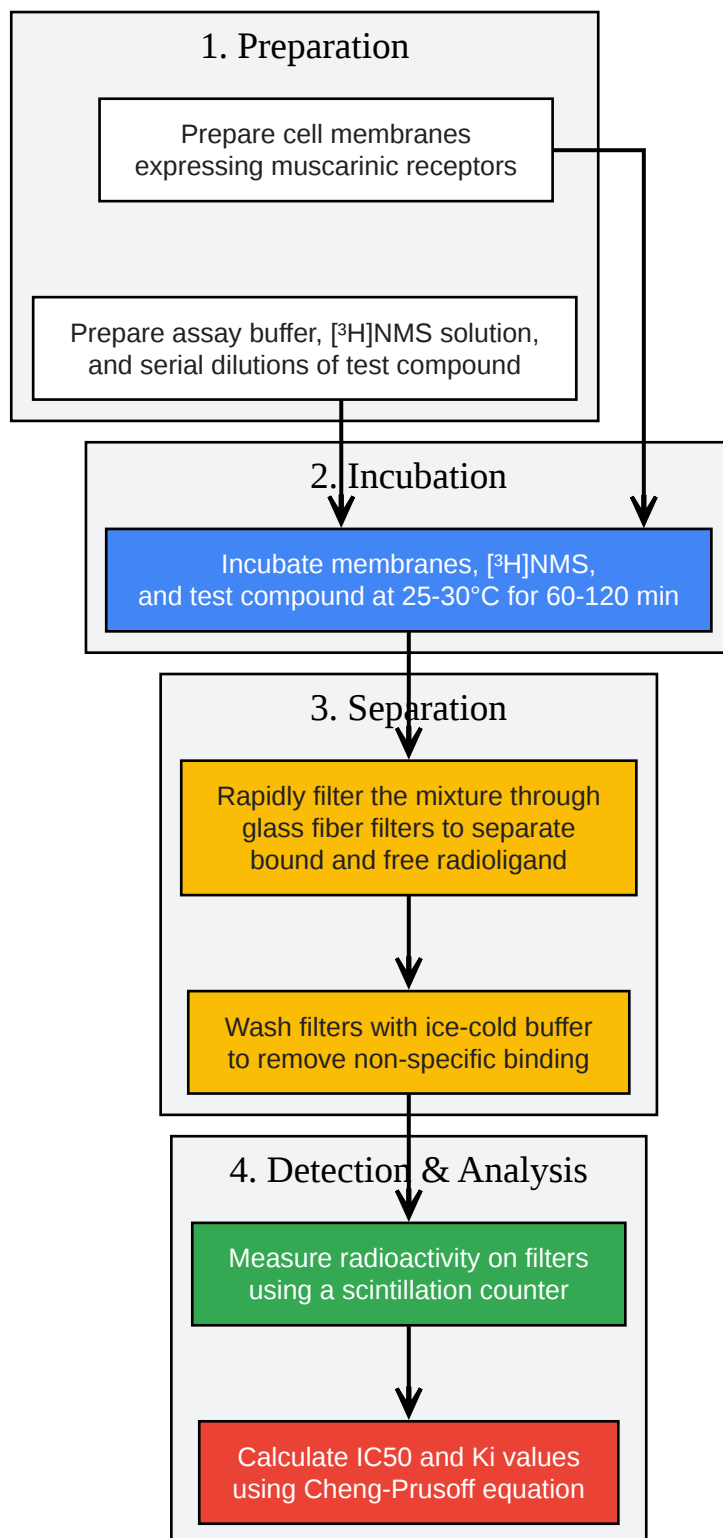 1. Preparation
Prepare cell membranes
expressing muscarinic receptors
Prepare assay buffer, [³H]NMS solution,
and serial dilutions of test compound
2. Incubation
Incubate membranes, [³H]NMS,
and test compound at 25-30°C for 60-120 min
3. Separation
Rapidly filter the mixture through
glass fiber filters to separate
bound and free radioligand
Wash filters with ice-cold buffer
to remove non-specific binding
4. Detection & Analysis
Measure radioactivity on filters
using a scintillation counter
Calculate IC50 and Ki values
using Cheng-Prusoff equation